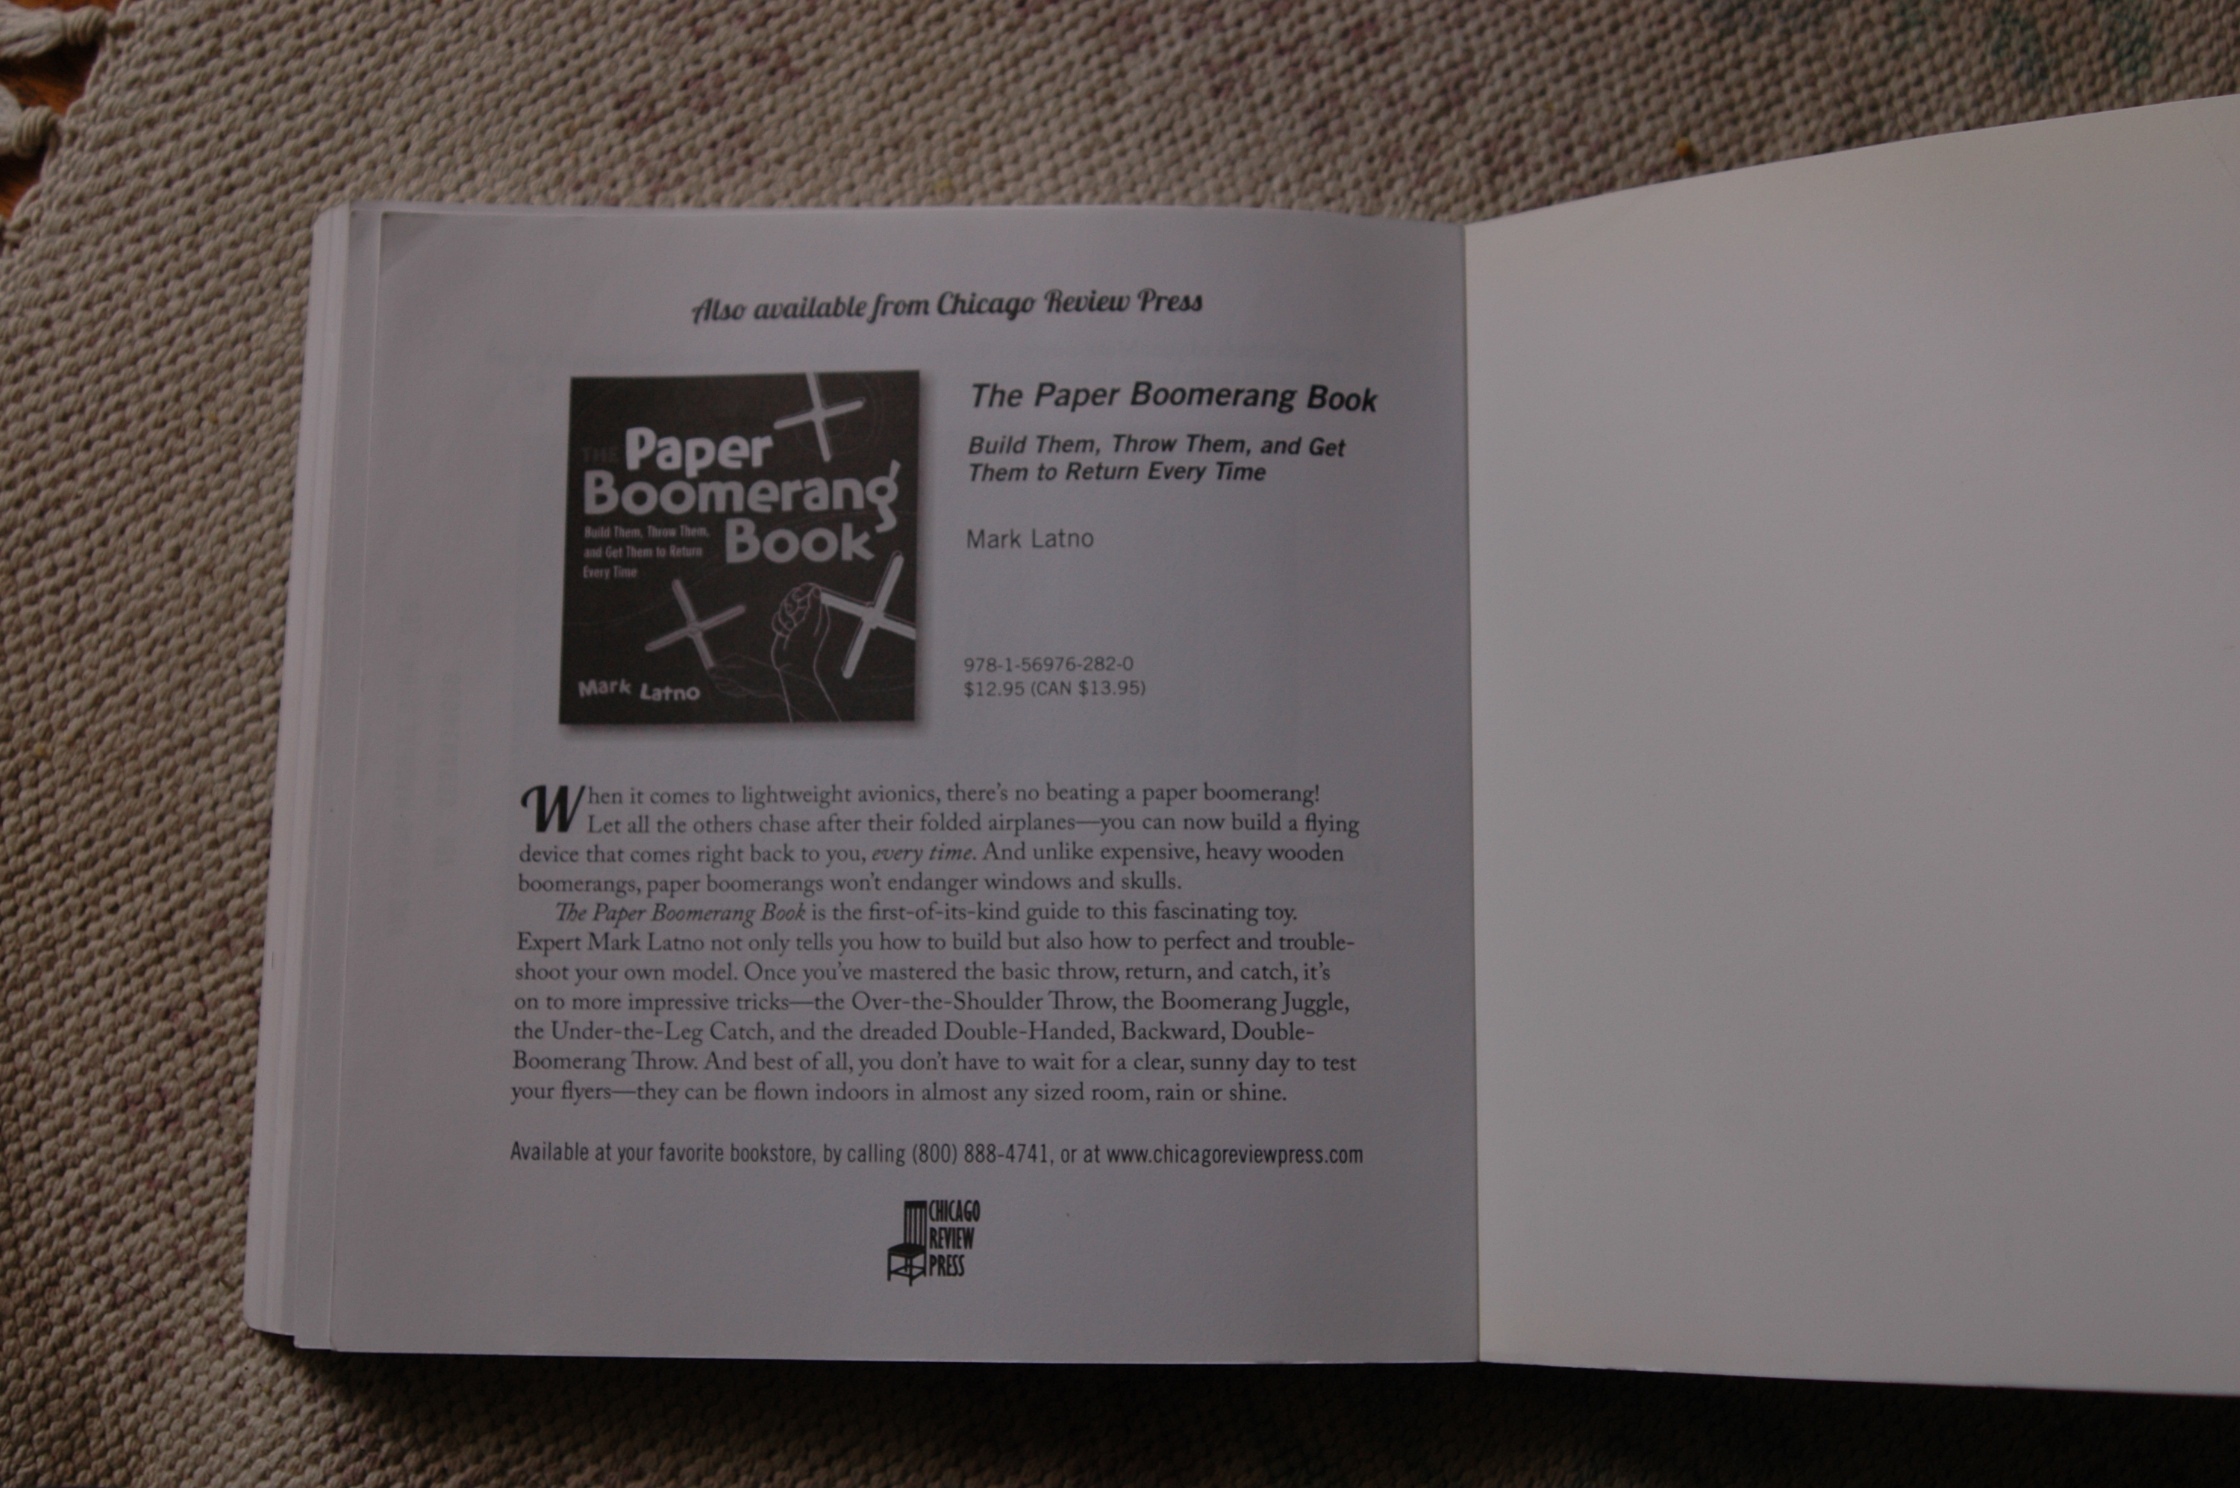 Also available from Chicago Review Press
THE Paper
Boomerang
Book
Build Them, Throw Them,
and Get Them to Return
Every Time
Mark Latno
The Paper Boomerang Book
Build Them, Throw Them, and Get
Them to Return Every Time
Mark Latno
978-1-56976-282-0
$12.95 (CAN $13.95)
When it comes to lightweight avionics, there's no beating a paper boomerang!
Let all the others chase after their folded airplanes—you can now build a flying
device that comes right back to you, every time. And unlike expensive, heavy wooden
boomerangs, paper boomerangs won't endanger windows and skulls.
The Paper Boomerang Book is the first-of-its-kind guide to this fascinating toy.
Expert Mark Latno not only tells you how to build but also how to perfect and trouble-
shoot your own model. Once you've mastered the basic throw, return, and catch, it's
on to more impressive tricks—the Over-the-Shoulder Throw, the Boomerang Juggle,
the Under-the-Leg Catch, and the dreaded Double-Handed, Backward, Double-
Boomerang Throw. And best of all, you don't have to wait for a clear, sunny day to test
your flyers—they can be flown indoors in almost any sized room, rain or shine.
Available at your favorite bookstore, by calling (800) 888-4741, or at www.chicagoreviewpress.com
CHICAGO
REVIEW
PRESS